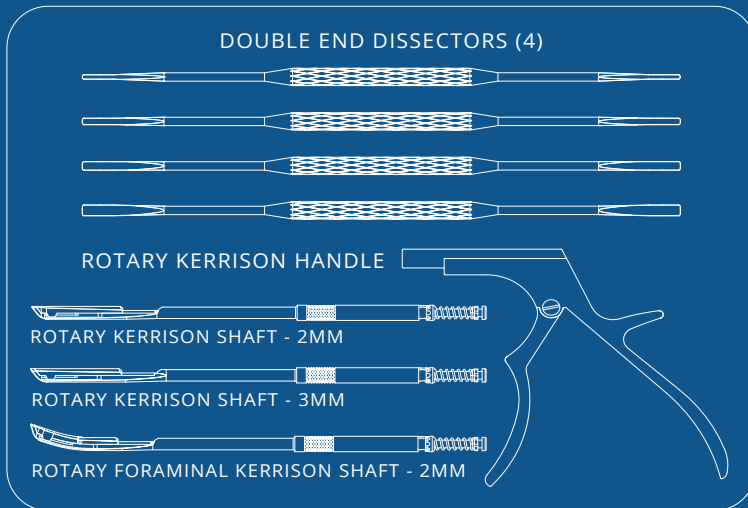 DOUBLE END DISSECTORS (4)
ROTARY KERRISON HANDLE
ROTARY KERRISON SHAFT - 2MM
ROTARY KERRISON SHAFT - 3MM
ROTARY FORAMINAL KERRISON SHAFT - 2MM